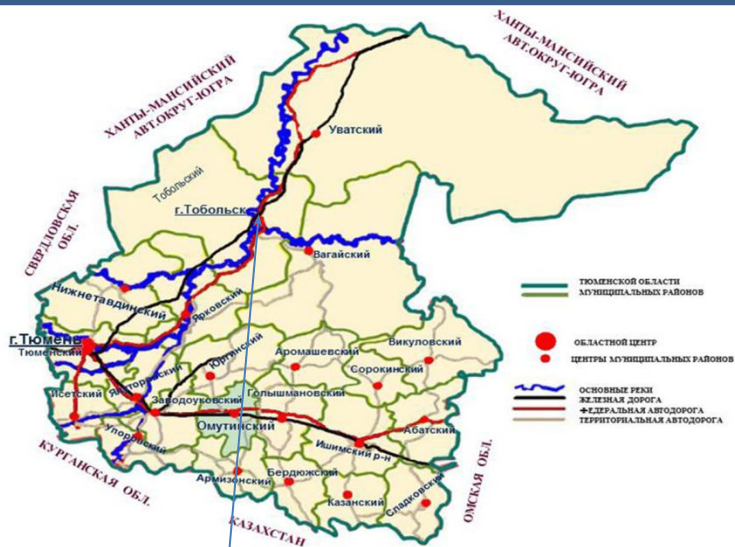 ХАНТЫ-МАНСИЙСКИЙ
АВТ.ОКРУГ-ЮГРА
ХАНТЫ-МАНСИЙСКИЙ
АВТ.ОКРУГ-ЮГРА
Уватский
Тобольский
г.Тобольск
СВЕРДЛОВСКАЯ
ОБЛ.
Вагайский
Нижнетавдинский
Ярковский
г.Тюмень
Тюменский
Юргинский
Аромашевский
Викуловский
Сорокинский
Исетский
Ялуторовский
Заводоуковский
Голышмановский
Омутинский
Упоровский
Абатский
Ишимский р-н
Армизонский
Бердюжский
Казанский
Сладковский
КУРГАНСКАЯ ОБЛ.
КАЗАХСТАН
ОМСКАЯ ОБЛ.
ТЮМЕНСКОЙ ОБЛАСТИ
МУНИЦИПАЛЬНЫХ РАЙОНОВ
ОБЛАСТНОЙ ЦЕНТР
ЦЕНТРЫ МУНИЦИПАЛЬНЫХ РАЙОНОВ
ОСНОВНЫЕ РЕКИ
ЖЕЛЕЗНАЯ ДОРОГА
ФЕДЕРАЛЬНАЯ АВТОДОРОГА
ТЕРРИТОРИАЛЬНАЯ АВТОДОРОГА